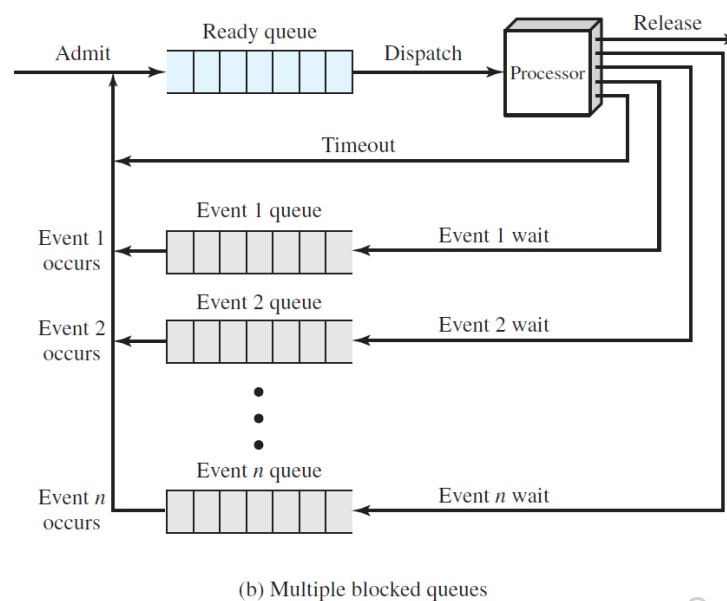 Ready queue
Release
Admit
Dispatch
Processor
Timeout
Event 1 queue
Event 1
occurs
Event 1 wait
Event 2 queue
Event 2
occurs
Event 2 wait
Event n queue
Event n
occurs
Event n wait
(b) Multiple blocked queues